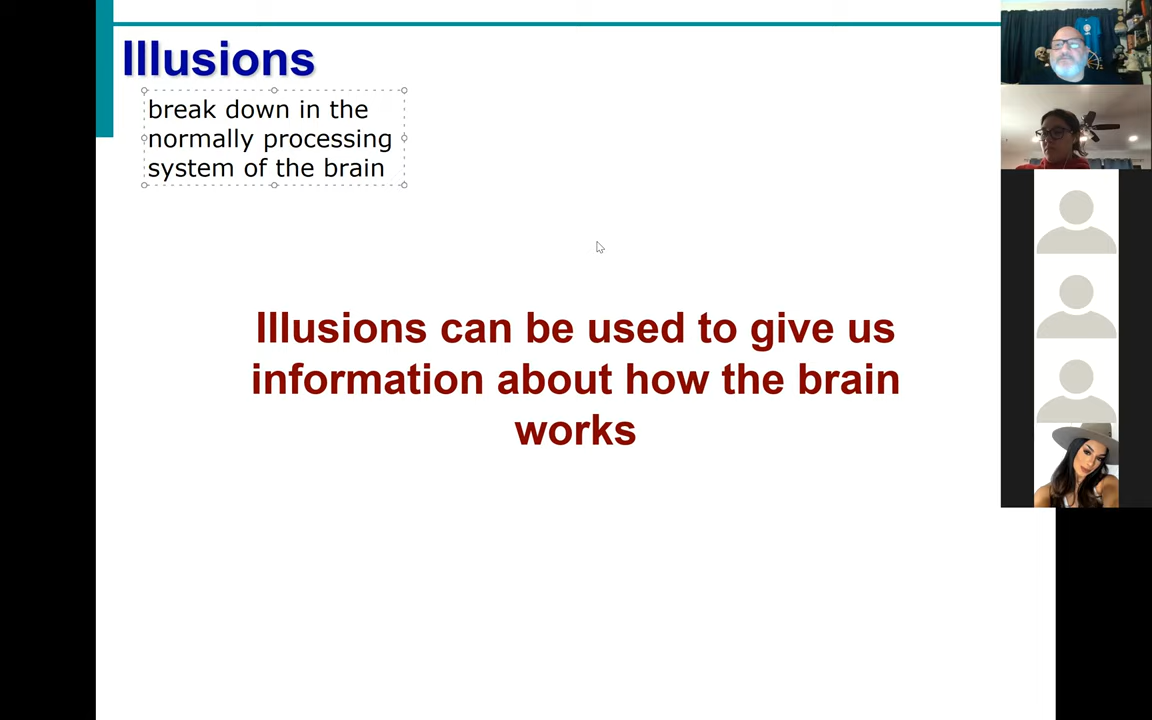 Illusions
break down in the
normally processing
system of the brain
Illusions can be used to give us
information about how the brain
works